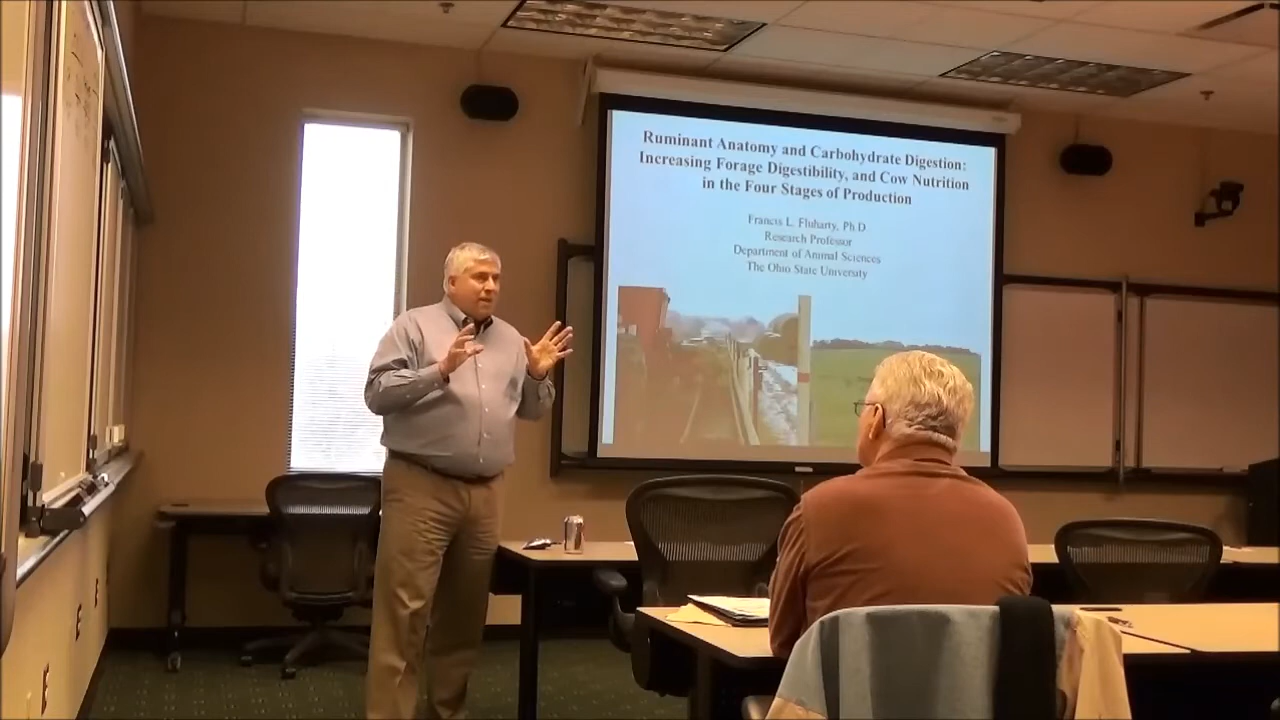 Ruminant Anatomy and Carbohydrate Digestion:
Increasing Forage Digestibility, and Cow Nutrition
in the Four Stages of Production
Francis L. Fluharty, Ph.D.
Research Professor
Department of Animal Sciences
The Ohio State University